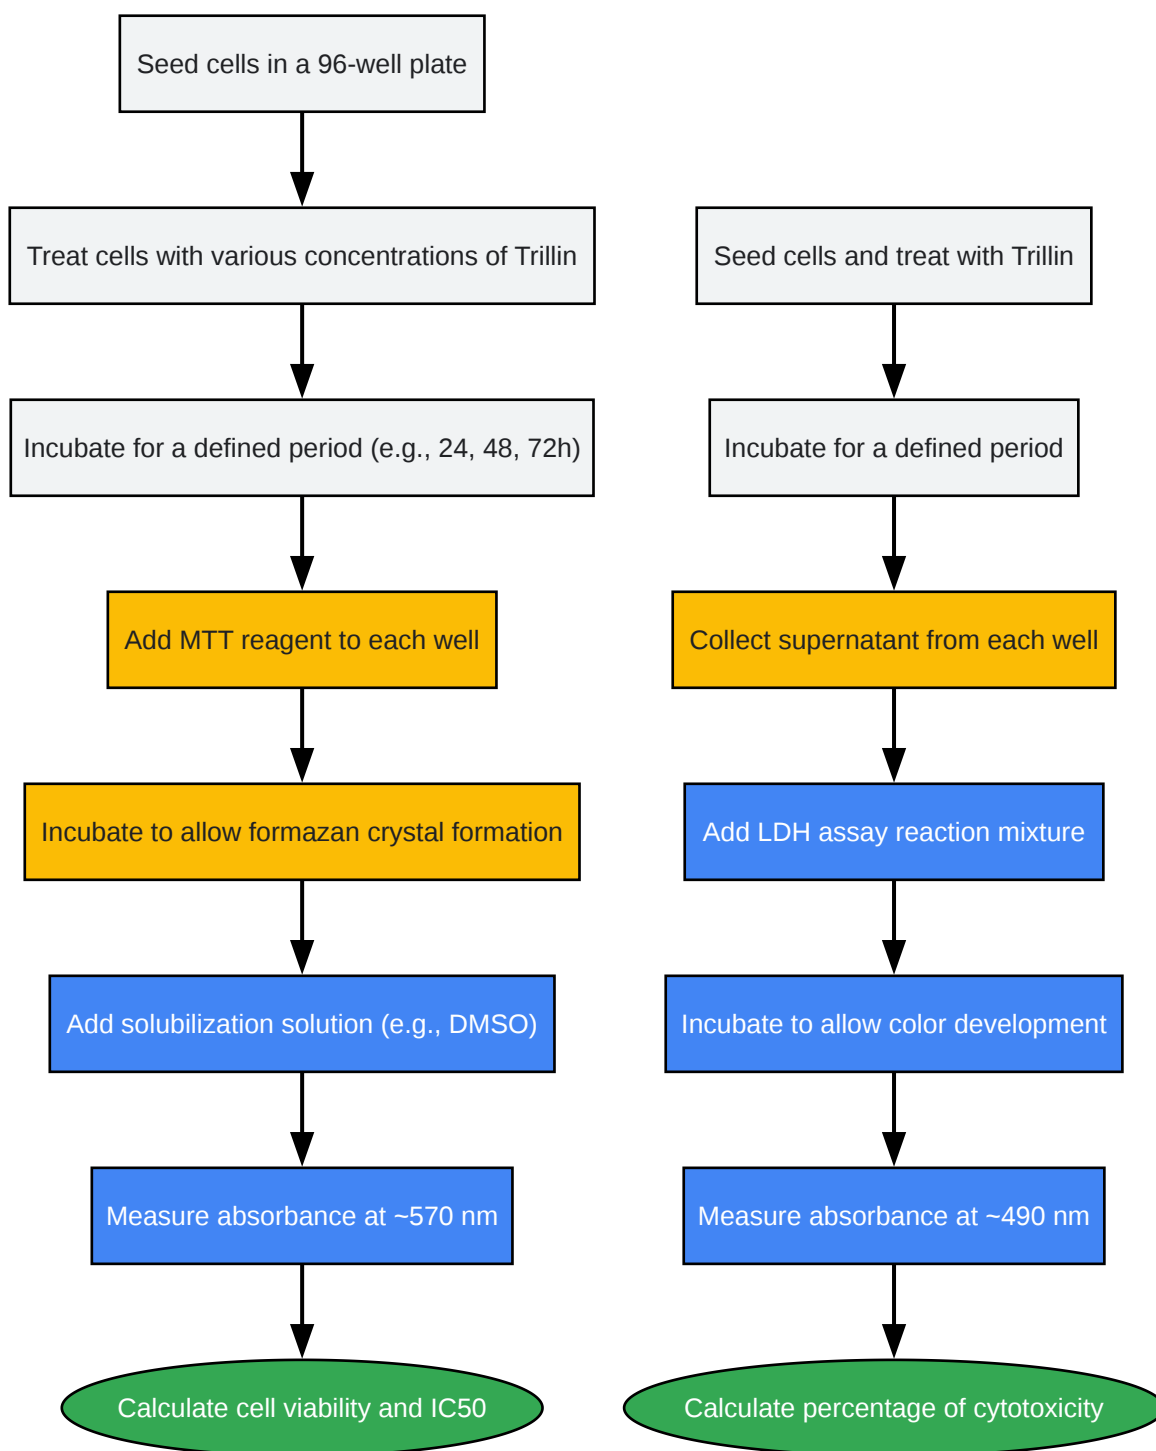 Seed cells in a 96-well plate
Treat cells with various concentrations of Trillin
Incubate for a defined period (e.g., 24, 48, 72h)
Add MTT reagent to each well
Incubate to allow formazan crystal formation
Add solubilization solution (e.g., DMSO)
Measure absorbance at ~570 nm
Calculate cell viability and IC50
Seed cells and treat with Trillin
Incubate for a defined period
Collect supernatant from each well
Add LDH assay reaction mixture
Incubate to allow color development
Measure absorbance at ~490 nm
Calculate percentage of cytotoxicity